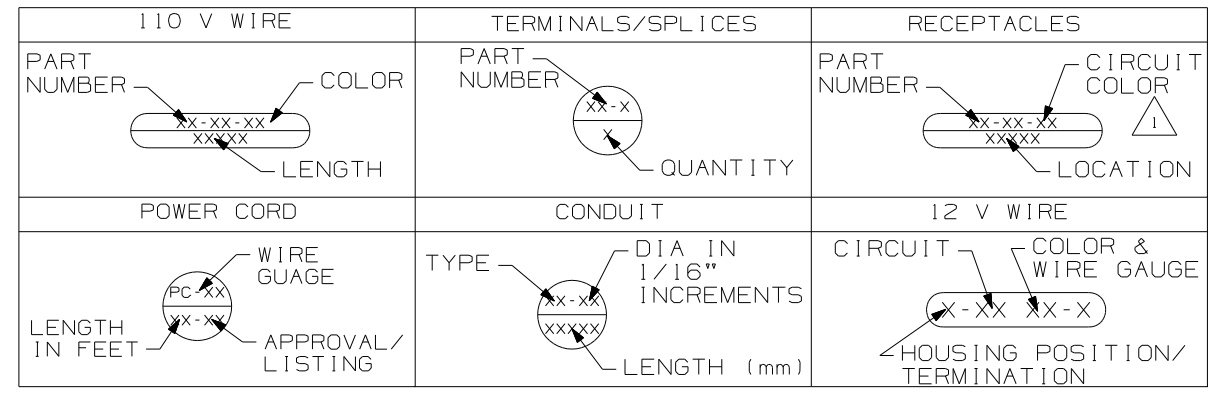 110 V WIRE
PART
NUMBER
COLOR
XX-XX-XX
XXXXX
LENGTH
TERMINALS/SPLICES
PART
NUMBER
XX-X
X
QUANTITY
RECEPTACLES
PART
NUMBER
CIRCUIT
COLOR
1
XX-XX-XX
XXXXX
LOCATION
POWER CORD
WIRE
GUAGE
PC-XX
XX-XX
LENGTH
IN FEET
APPROVAL/
LISTING
CONDUIT
TYPE
DIA IN
1/16"
INCREMENTS
XX-XX
XXXXX
LENGTH (mm)
12 V WIRE
CIRCUIT
COLOR &
WIRE GAUGE
X-XX XX-X
HOUSING POSITION/
TERMINATION